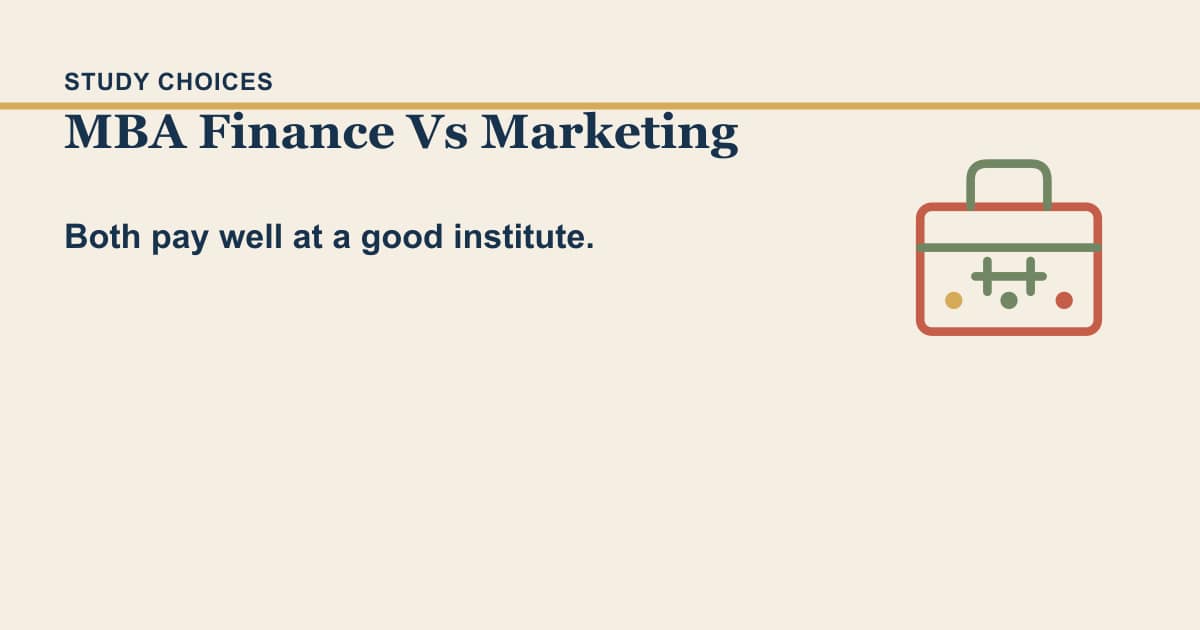 STUDY CHOICES
MBA Finance Vs Marketing
Both pay well at a good institute.